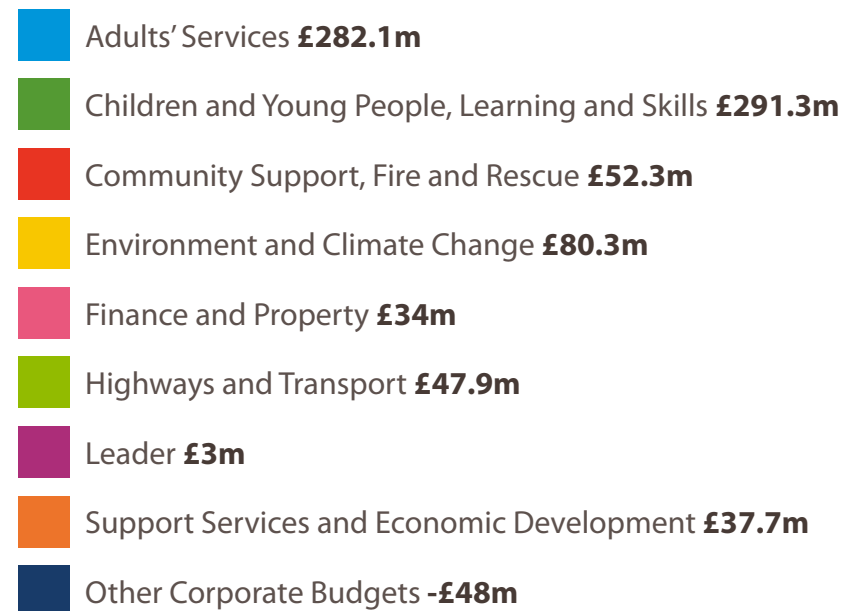 Adults’ Services £282.1m
Children and Young People, Learning and Skills £291.3m
Community Support, Fire and Rescue £52.3m
Environment and Climate Change £80.3m
Finance and Property £34m
Highways and Transport £47.9m
Leader £3m
Support Services and Economic Development £37.7m
Other Corporate Budgets -£48m